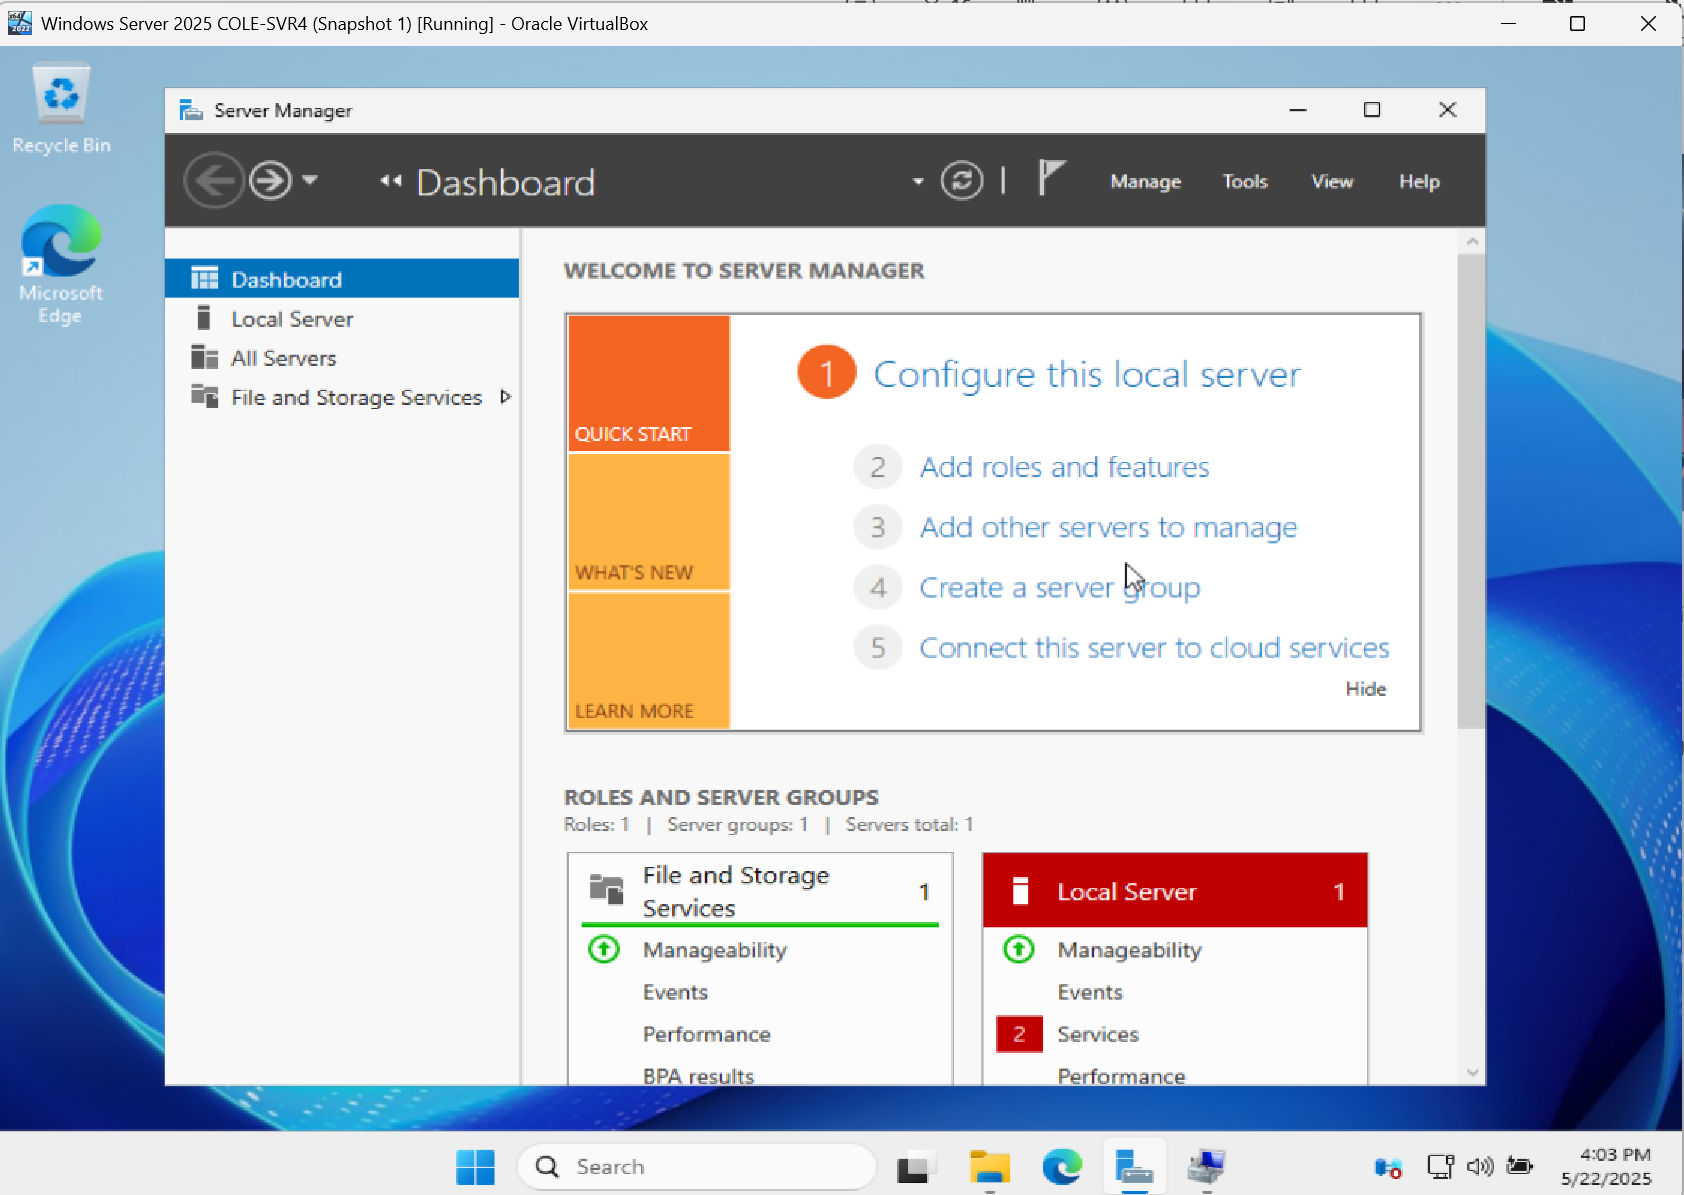 Windows Server 2025 COLE-SVR4 (Snapshot 1) [Running] - Oracle VirtualBox
Recycle Bin
Microsoft
Edge
Server Manager
Dashboard
Manage
Tools
View
Help
Dashboard
Local Server
All Servers
File and Storage Services
WELCOME TO SERVER MANAGER
QUICK START
WHAT'S NEW
LEARN MORE
1 Configure this local server
2 Add roles and features
3 Add other servers to manage
4 Create a server group
5 Connect this server to cloud services
Hide
ROLES AND SERVER GROUPS
Roles: 1 | Server groups: 1 | Servers total: 1
File and Storage
Services
1
Manageability
Events
Performance
BPA results
Local Server 1
Manageability
Events
2 Services
Performance
Search
4:03 PM
5/22/2025